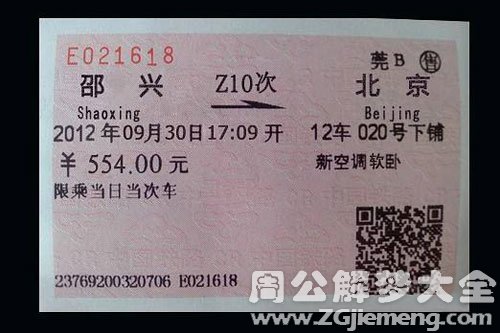 E021618
莞B 售
邵 兴 Z10次 北 京
Shaoxing Beijing
2012年09月30日17:09开 12车 020号下铺
￥554.00元 新空调软卧
限乘当日当次车
23769200320706 E021618
周公解梦大全
www.ZGjiemeng.com